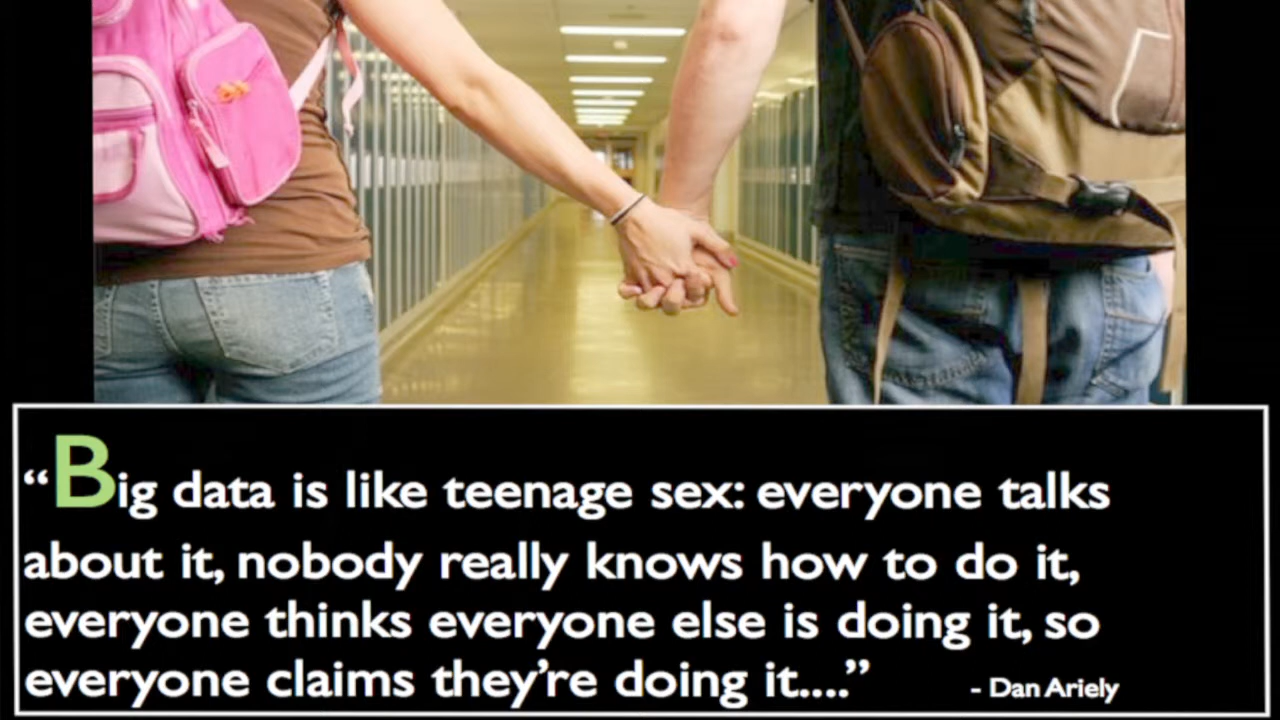 “Big data is like teenage sex: everyone talks
about it, nobody really knows how to do it,
everyone thinks everyone else is doing it, so
everyone claims they’re doing it....”
- Dan Ariely